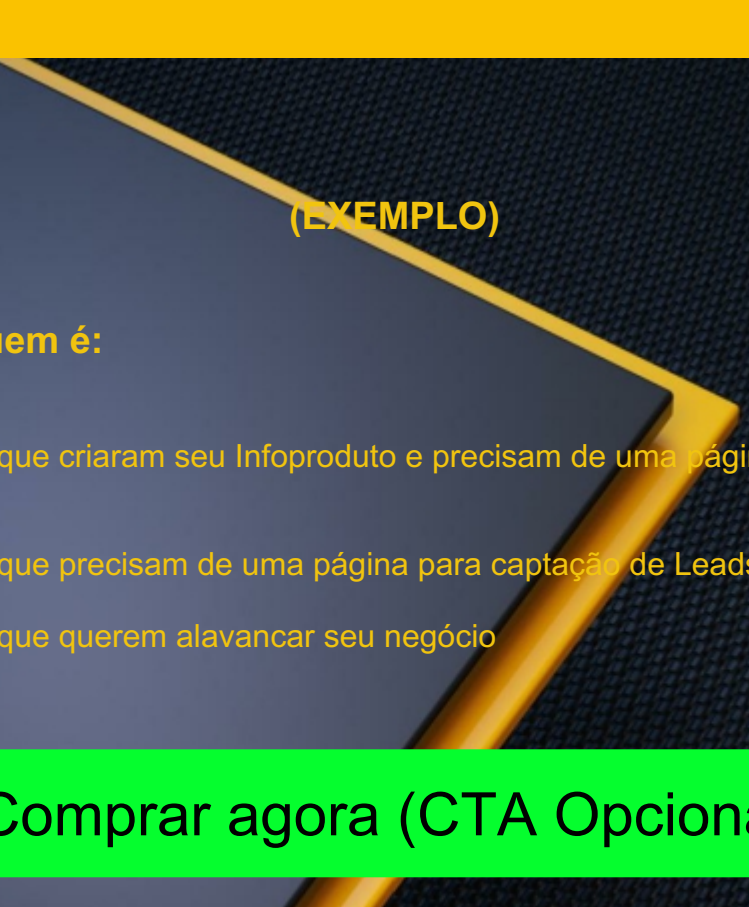 (EXEMPLO)
uem é:
que criaram seu Infoproduto e precisam de uma pági
que precisam de uma página para captação de Leads
que querem alavancar seu negócio
Comprar agora (CTA Opciona